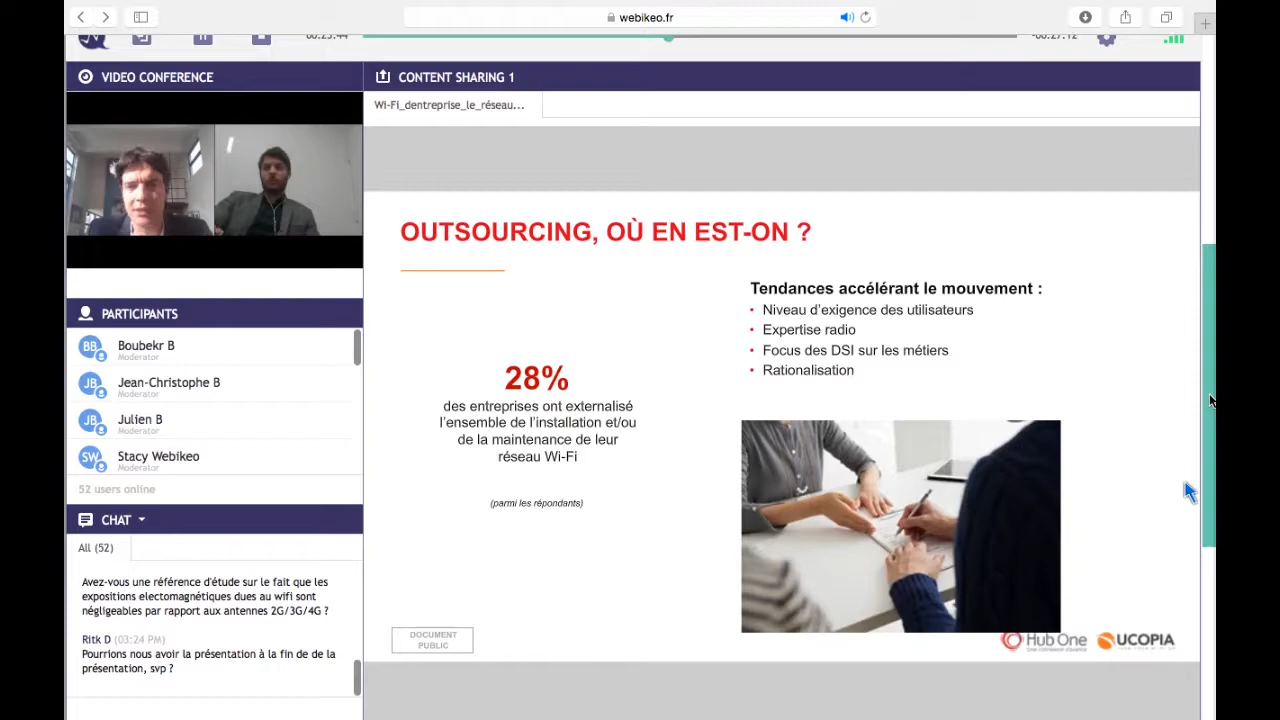 webikeo.fr
00:23:44
-00:27:12
VIDEO CONFERENCE
CONTENT SHARING 1
Wi-Fi_dentreprise_le_réseau...
PARTICIPANTS
BB
Boubekr B
Moderator
JB
Jean-Christophe B
Moderator
JB
Julien B
Moderator
SW
Stacy Webikeo
Moderator
52 users online
CHAT
All (52)
Avez-vous une référence d'étude sur le fait que les
expositions electomagnétiques dues au wifi sont
négligeables par rapport aux antennes 2G/3G/4G ?
Ritk D (03:24 PM)
Pourrions nous avoir la présentation à la fin de de la
présentation, svp ?
OUTSOURCING, OÙ EN EST-ON ?
28%
des entreprises ont externalisé
l'ensemble de l'installation et/ou
de la maintenance de leur
réseau Wi-Fi
(parmi les répondants)
Tendances accélérant le mouvement :
• Niveau d'exigence des utilisateurs
• Expertise radio
• Focus des DSI sur les métiers
• Rationalisation
DOCUMENT
PUBLIC
Hub One
UCOPIA